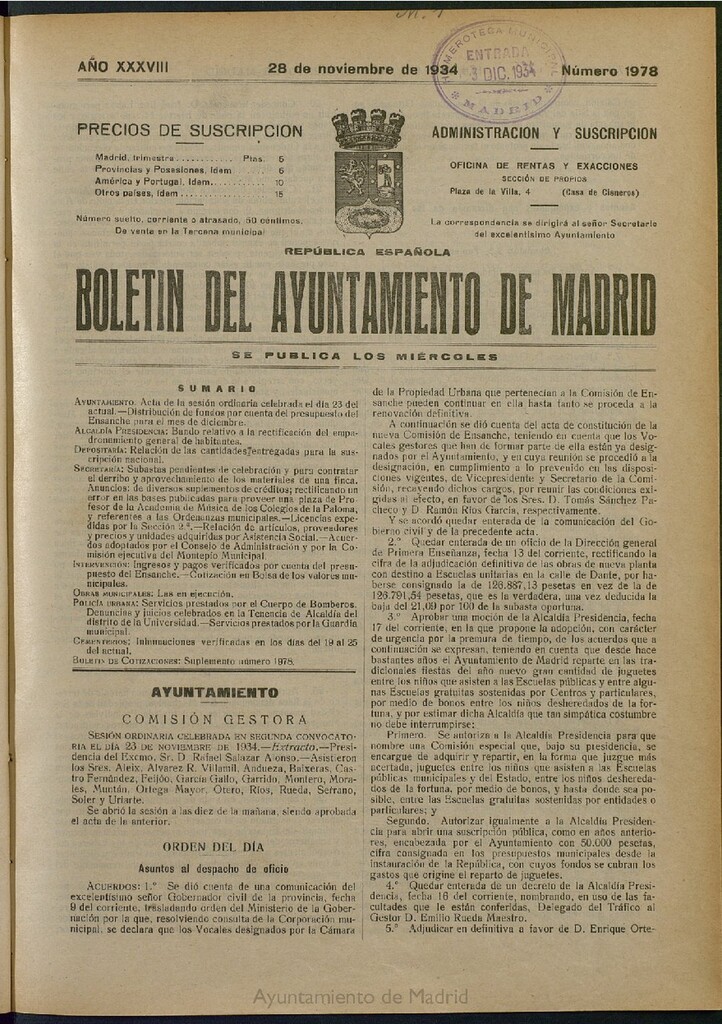 AÑO XXXVIII
28 de noviembre de 1934
Número 1978
HEMEROTECA MUNICIPAL
ENTRADA
3 DIC. 1934
* MADRID *
PRECIOS DE SUSCRIPCION
Madrid, trimestre........... Ptas. 5
Provincias y Posesiones, ídem .... 6
América y Portugal, ídem........... 10
Otros países, ídem................. 15
Número suelto, corriente o atrasado, 50 céntimos.
De venta en la Tercena municipal
ADMINISTRACION Y SUSCRIPCION
OFICINA DE RENTAS Y EXACCIONES
SECCIÓN DE PROPIOS
Plaza de la Villa, 4 (Casa de Cisneros)
La correspondencia se dirigirá al señor Secretario
del excelentísimo Ayuntamiento
REPÚBLICA ESPAÑOLA
BOLETIN DEL AYUNTAMIENTO DE MADRID
SE PUBLICA LOS MIÉRCOLES
SUMARIO
AYUNTAMIENTO: Acta de la sesión ordinaria celebrada el día 23 del
actual.—Distribución de fondos por cuenta del presupuesto del
Ensanche para el mes de diciembre.
ALCALDÍA PRESIDENCIA: Bando relativo a la rectificación del empa-
dronamiento general de habitantes.
DEPOSITARÍA: Relación de las cantidades entregadas para la sus-
cripción nacional.
SECRETARÍA: Subastas pendientes de celebración y para contratar
el derribo y aprovechamiento de los materiales de una finca.
Anuncios: de diversos suplementos de créditos; rectificando un
error en las bases publicadas para proveer una plaza de Pro-
fesor de la Academia de Música de los Colegios de la Paloma,
y referentes a las Ordenanzas municipales.—Licencias expe-
didas por la Sección 2.ª—Relación de artículos, proveedores
y precios y unidades adquiridas por Asistencia Social.—Acuer-
dos adoptados por el Consejo de Administración y por la Co-
misión ejecutiva del Montepío Municipal.
INTERVENCIÓN: Ingresos y pagos verificados por cuenta del presu-
puesto del Ensanche.—Cotización en Bolsa de los valores mu-
nicipales.
OBRAS MUNICIPALES: Las en ejecución.
POLICÍA URBANA: Servicios prestados por el Cuerpo de Bomberos.
Denuncias y juicios celebrados en la Tenencia de Alcaldía del
distrito de la Universidad.—Servicios prestados por la Guardia
municipal.
CEMENTERIOS: Inhumaciones verificadas en los días del 19 al 25
del actual.
BOLETÍN DE COTIZACIONES: Suplemento número 1978.
AYUNTAMIENTO
COMISIÓN GESTORA
SESIÓN ORDINARIA CELEBRADA EN SEGUNDA CONVOCATO-
RIA EL DÍA 23 DE NOVIEMBRE DE 1934.—Extracto.—Presi-
dencia del Excmo. Sr. D. Rafael Salazar Alonso.—Asistieron
los Sres. Aleix, Alvarez R. Villamil, Andueza, Baixeras, Cas-
tro Fernández, Feijóo, García Gallo, Garrido, Montero, Mora-
les, Muntán, Ortega Mayor, Otero, Ríos, Rueda, Serrano,
Soler y Uriarte.
Se abrió la sesión a las diez de la mañana, siendo aprobada
el acta de la anterior.
ORDEN DEL DÍA
Asuntos al despacho de oficio
ACUERDOS: 1.º Se dió cuenta de una comunicación del
excelentísimo señor Gobernador civil de la provincia, fecha
9 del corriente, trasladando orden del Ministerio de la Gober-
nación por la que, resolviendo consulta de la Corporación mu-
nicipal, se declara que los Vocales designados por la Cámara
de la Propiedad Urbana que pertenecían a la Comisión de En-
sanche pueden continuar en ella hasta tanto se proceda a la
renovación definitiva.
A continuación se dió cuenta del acta de constitución de la
nueva Comisión de Ensanche, teniendo en cuenta que los Vo-
cales gestores que han de formar parte de ella están ya desig-
nados por el Ayuntamiento, y en cuya reunión se procedió a la
designación, en cumplimiento a lo prevenido en las disposi-
ciones vigentes, de Vicepresidente y Secretario de la Comi-
sión, recayendo dichos cargos, por reunir las condiciones exi-
gidas al efecto, en favor de los Sres. D. Tomás Sánchez Pa-
checo y D. Ramón Ríos García, respectivamente.
Y se acordó quedar enterada de la comunicación del Go-
bierno civil y de la precedente acta.
2.º Quedar enterada de un oficio de la Dirección general
de Primera Enseñanza, fecha 13 del corriente, rectificando la
cifra de la adjudicación definitiva de las obras de nueva planta
con destino a Escuelas unitarias en la calle de Dante, por ha-
berse consignado la de 126.887,13 pesetas en vez de la de
126.791,54 pesetas, que es la verdadera, una vez deducida la
baja del 21,09 por 100 de la subasta oportuna.
3.º Aprobar una moción de la Alcaldía Presidencia, fecha
17 del corriente, en la que propone la adopción, con carácter
de urgencia por la premura de tiempo, de los acuerdos que a
continuación se expresan, teniendo en cuenta que desde hace
bastantes años el Ayuntamiento de Madrid reparte en las tra-
dicionales fiestas del año nuevo gran cantidad de juguetes
entre los niños que asisten a las Escuelas públicas y entre algu-
nas Escuelas gratuitas sostenidas por Centros y particulares,
por medio de bonos entre los niños desheredados de la for-
tuna, y por estimar dicha Alcaldía que tan simpática costumbre
no debe interrumpirse:
Primero. Se autoriza a la Alcaldía Presidencia para que
nombre una Comisión especial que, bajo su presidencia, se
encargue de adquirir y repartir, en la forma que juzgue más
acertada, juguetes entre los niños que asisten a las Escuelas
públicas municipales y del Estado, entre los niños deshereda-
dos de la fortuna, por medio de bonos, y hasta donde sea po-
sible, entre las Escuelas gratuitas sostenidas por entidades o
particulares; y
Segundo. Autorizar igualmente a la Alcaldía Presiden-
cia para abrir una suscripción pública, como en años anterio-
res, encabezada por el Ayuntamiento con 50.000 pesetas,
cifra consignada en los presupuestos municipales desde la
instauración de la República, con cuyos fondos se cubran los
gastos que origine el reparto de juguetes.
4.º Quedar enterada de un decreto de la Alcaldía Presi-
dencia, fecha 16 del corriente, nombrando, en uso de las fa-
cultades que le están conferidas, Delegado del Tráfico al
Gestor D. Emilio Rueda Maestro.
5.º Adjudicar en definitiva a favor de D. Enrique Orte-
Ayuntamiento de Madrid